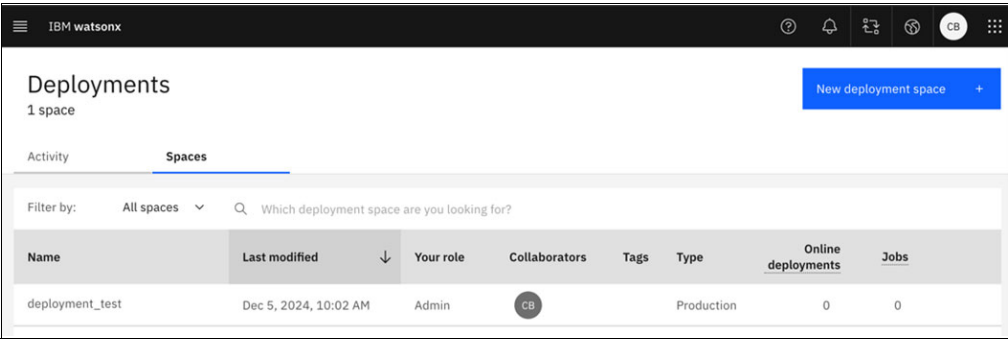 IBM watsonx
CB
Deployments
1 space
New deployment space +
Activity Spaces
Filter by: All spaces Which deployment space are you looking for?
Name Last modified Your role Collaborators Tags Type Online deployments Jobs
deployment_test Dec 5, 2024, 10:02 AM Admin CB Production 0 0